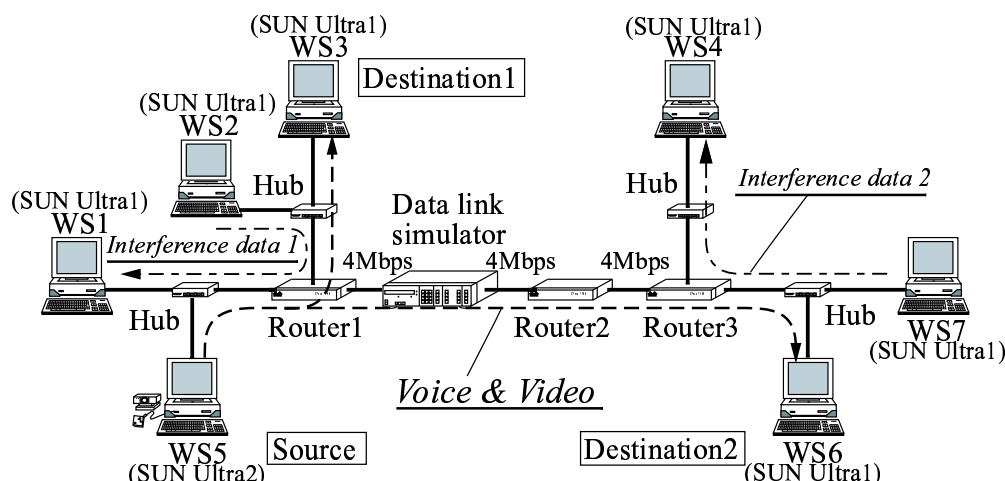 (SUN Ultra1)
WS3
Destination1
(SUN Ultra1)
WS4
(SUN Ultra1)
WS2
Hub
Hub
Interference data 2
(SUN Ultra1)
WS1
Interference data 1
Data link
simulator
4Mbps
4Mbps
4Mbps
Hub
Router1
Router2
Router3
Hub
WS7
(SUN Ultra1)
Voice & Video
WS5
(SUN Ultra2)
Source
Destination2
WS6
(SUN Ultra1)